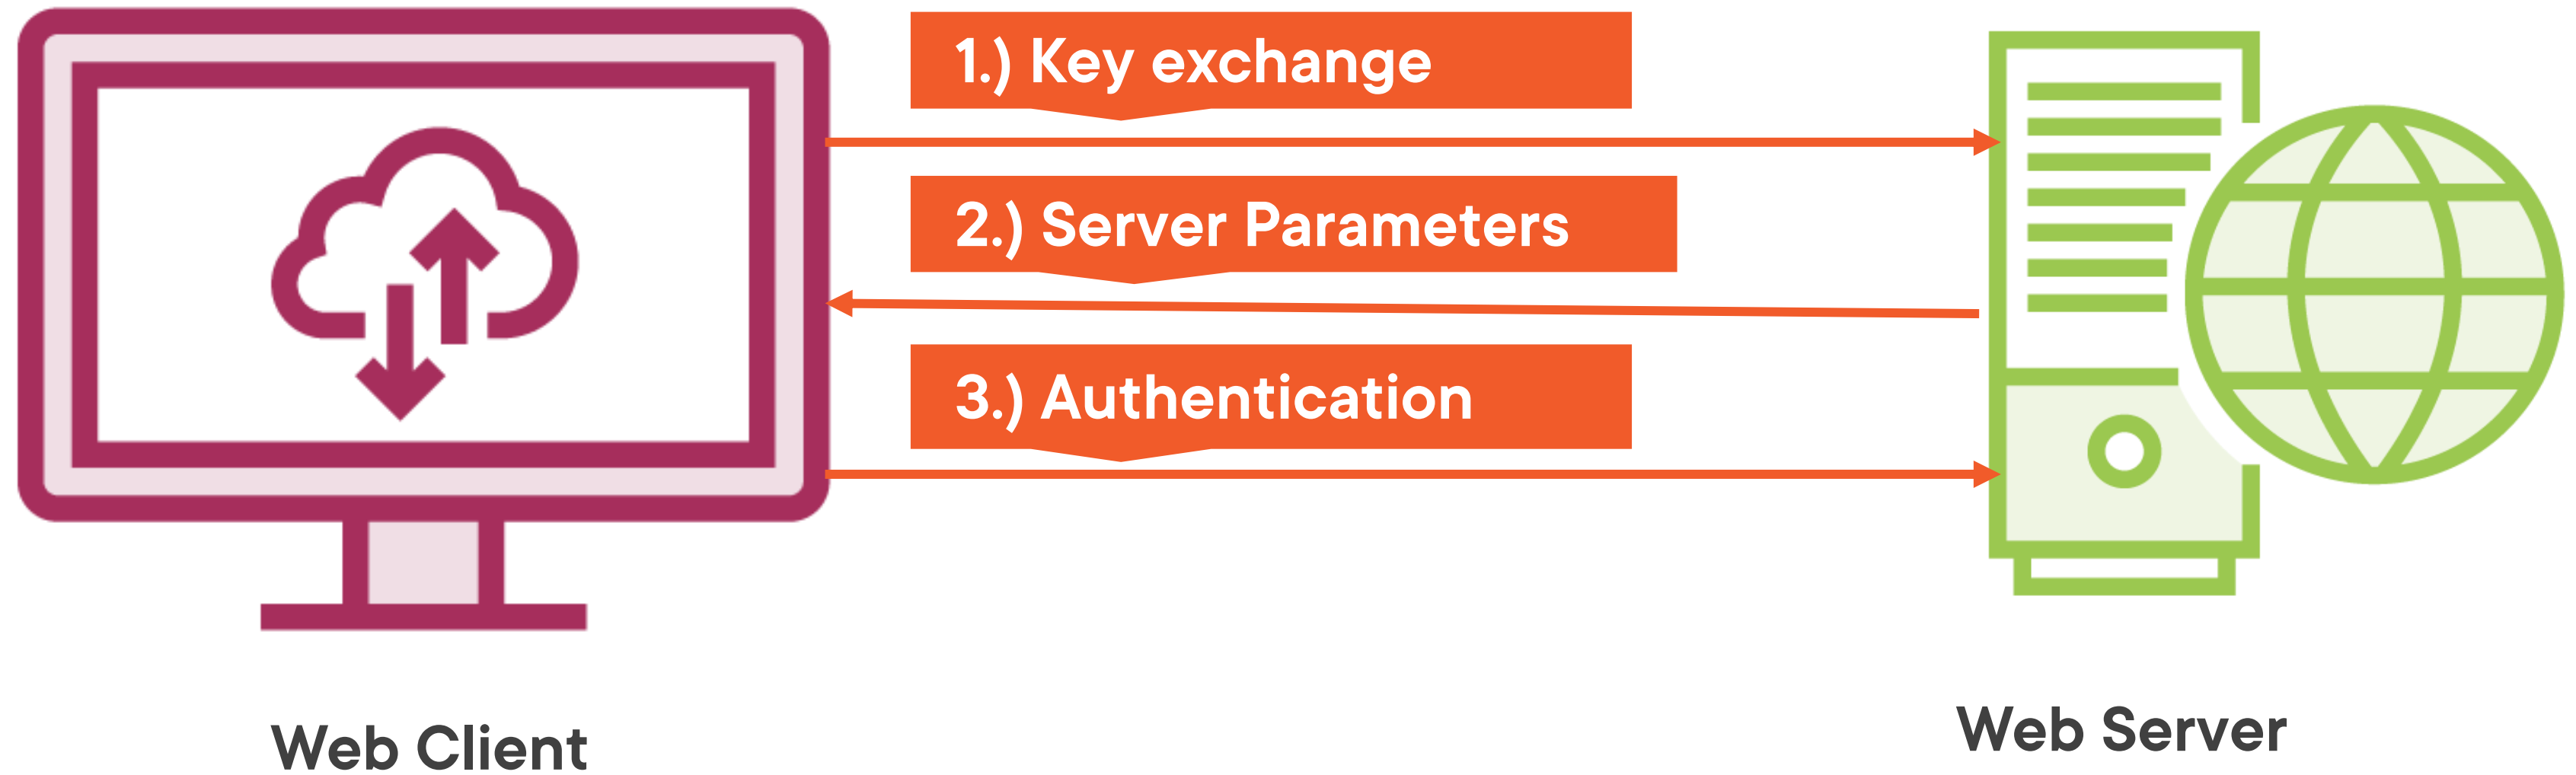 1.) Key exchange
2.) Server Parameters
3.) Authentication
Web Client
Web Server